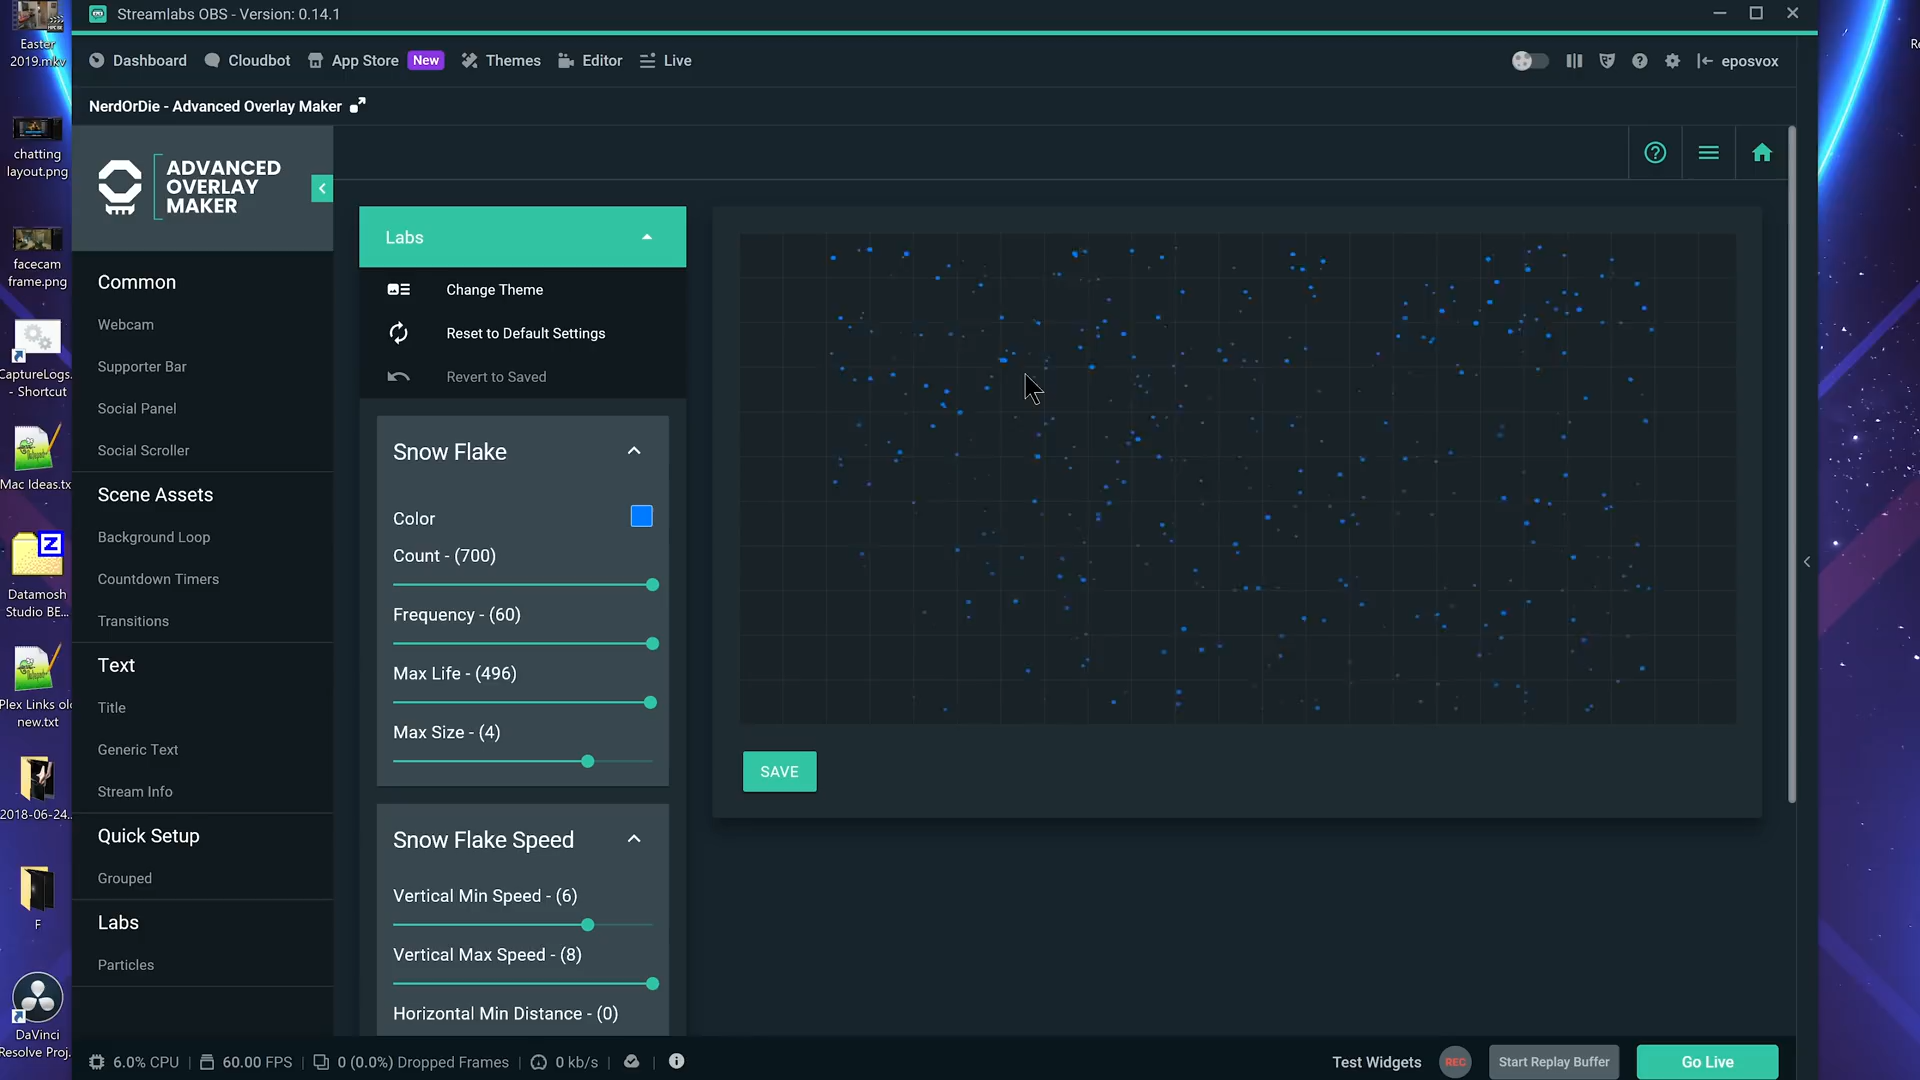 Streamlabs OBS - Version: 0.14.1
Easter
2019.mkv
Dashboard
Cloudbot
App Store
New
Themes
Editor
Live
eposvox
NerdOrDie - Advanced Overlay Maker
chatting
layout.png
ADVANCED
OVERLAY
MAKER
Labs
Change Theme
Reset to Default Settings
Revert to Saved
facecam
frame.png
CaptureLogs.
- Shortcut
Mac Ideas.tx
Datamosh
Studio BE...
Plex Links old
new.txt
2018-06-24..
F
DaVinci
Resolve Proj.
Common
Webcam
Supporter Bar
Social Panel
Social Scroller
Scene Assets
Background Loop
Countdown Timers
Transitions
Text
Title
Generic Text
Stream Info
Quick Setup
Grouped
Labs
Particles
Snow Flake
Color
Count - (700)
Frequency - (60)
Max Life - (496)
Max Size - (4)
Snow Flake Speed
Vertical Min Speed - (6)
Vertical Max Speed - (8)
Horizontal Min Distance - (0)
SAVE
6.0% CPU
60.00 FPS
0 (0.0%) Dropped Frames
0 kb/s
Test Widgets
REC
Start Replay Buffer
Go Live